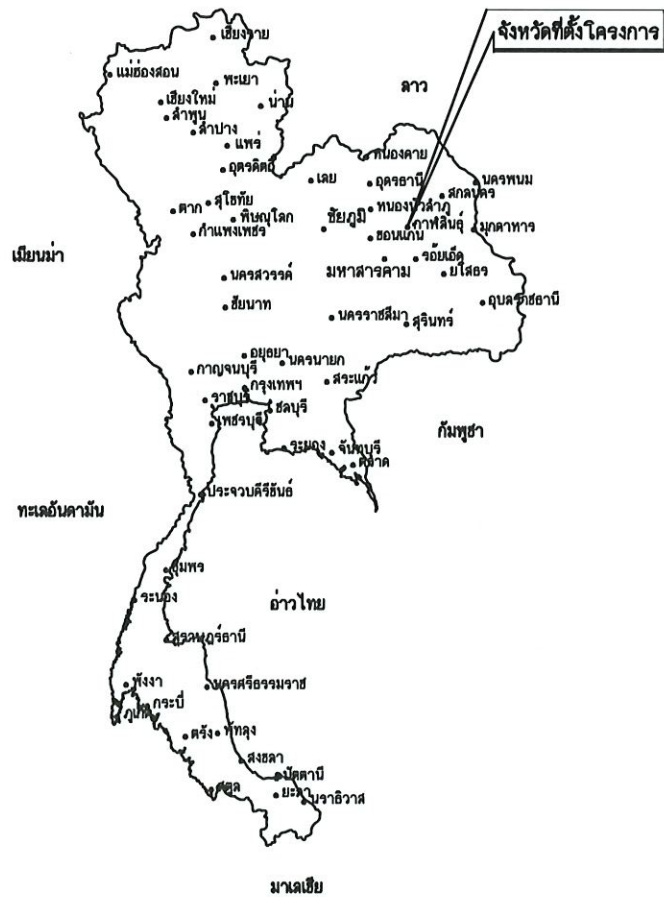 เชียงราย
จังหวัดที่ตั้งโครงการ
แม่ฮ่องสอน
พะเยา
ลาว
เชียงใหม่
น่าน
ลำพูน
ลำปาง
แพร่
หนองคาย
อุตรดิตถ์
เลย
อุดรธานี
นครพนม
สกลนคร
สุโขทัย
ตาก
หนองบัวลำภู
พิษณุโลก
ชัยภูมิ
กาฬสินธุ์
มุกดาหาร
กำแพงเพชร
ขอนแก่น
เมียนม่า
มหาสารคาม
ร้อยเอ็ด
ยโสธร
นครสวรรค์
ชัยนาท
อุบลราชธานี
นครราชสีมา
สุรินทร์
อยุธยา
นครนายก
กาญจนบุรี
สระแก้ว
กรุงเทพฯ
ราชบุรี
ชลบุรี
เพชรบุรี
กัมพูชา
ระยอง
จันทบุรี
ตราด
ประจวบคีรีขันธ์
ทะเลอันดามัน
ชุมพร
ระนอง
อ่าวไทย
สุราษฎร์ธานี
พังงา
นครศรีธรรมราช
กระบี่
ภูเก็ต
ตรัง
พัทลุง
สงขลา
ปัตตานี
สตูล
ยะลา
นราธิวาส
มาเลเซีย